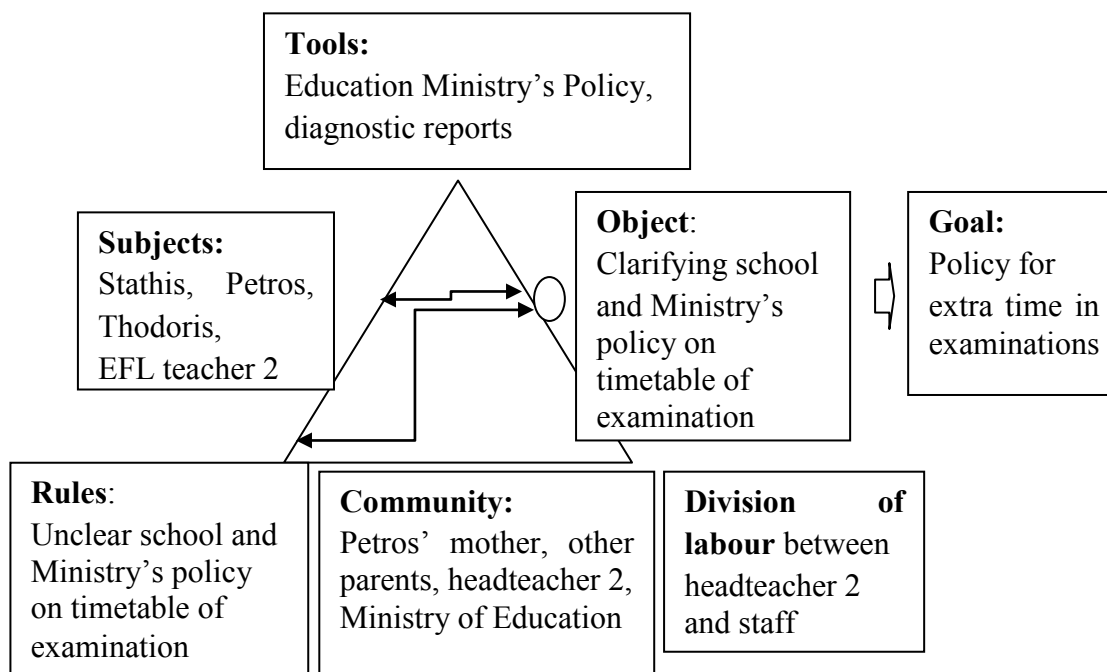 Tools:
Education Ministry’s Policy,
diagnostic reports
Subjects:
Stathis, Petros,
Thodoris,
EFL teacher 2
Object:
Clarifying school
and Ministry’s
policy on
timetable of
examination
Goal:
Policy for
extra time in
examinations
Rules:
Unclear school and
Ministry’s policy
on timetable of
examination
Community:
Petros’ mother, other
parents, headteacher 2,
Ministry of Education
Division of
labour between
headteacher 2
and staff